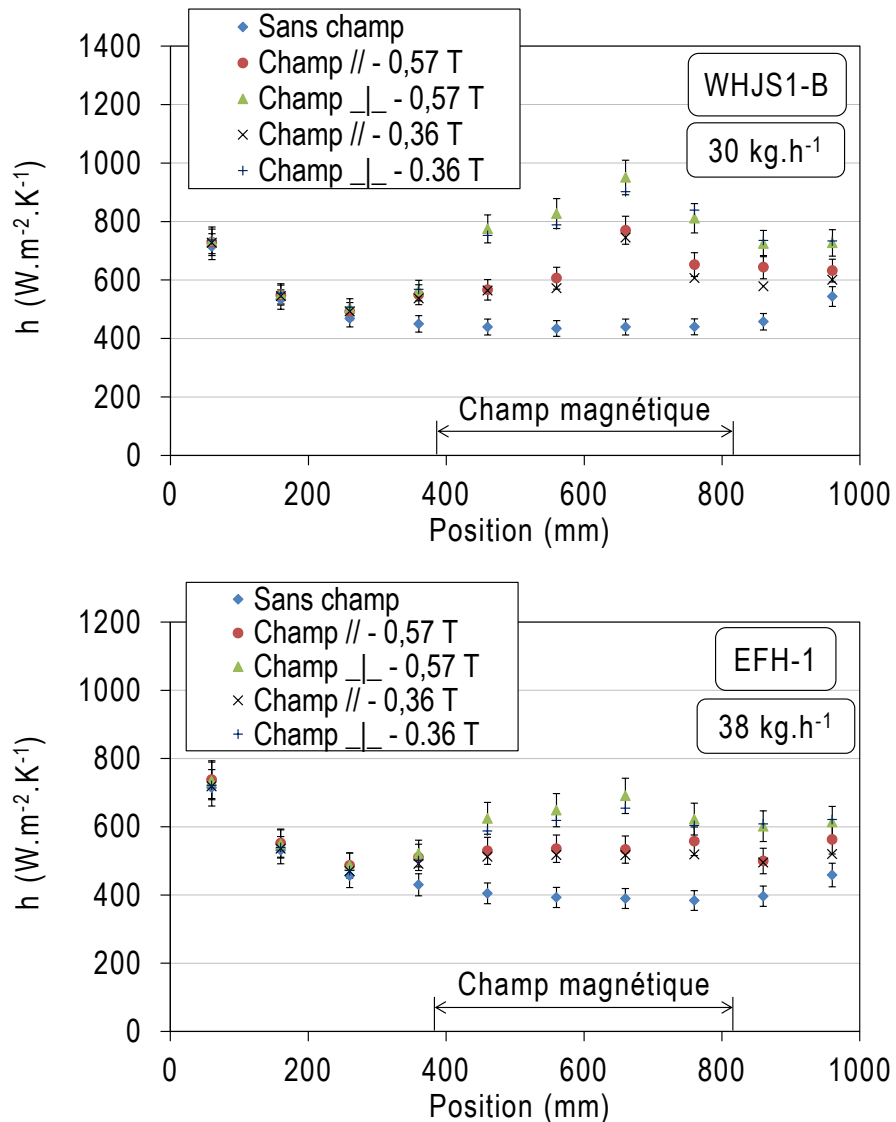 Sans champ
Champ // - 0,57 T
Champ _|_ - 0,57 T
Champ // - 0,36 T
Champ _|_ - 0.36 T
WHJS1-B
30 kg.h-1
h (W.m-2.K-1)
1400
1200
1000
800
600
400
200
0
Champ magnétique
0 200 400 600 800 1000
Position (mm)
Sans champ
Champ // - 0,57 T
Champ _|_ - 0,57 T
Champ // - 0,36 T
Champ _|_ - 0.36 T
EFH-1
38 kg.h-1
h (W.m-2.K-1)
1200
1000
800
600
400
200
0
Champ magnétique
0 200 400 600 800 1000
Position (mm)